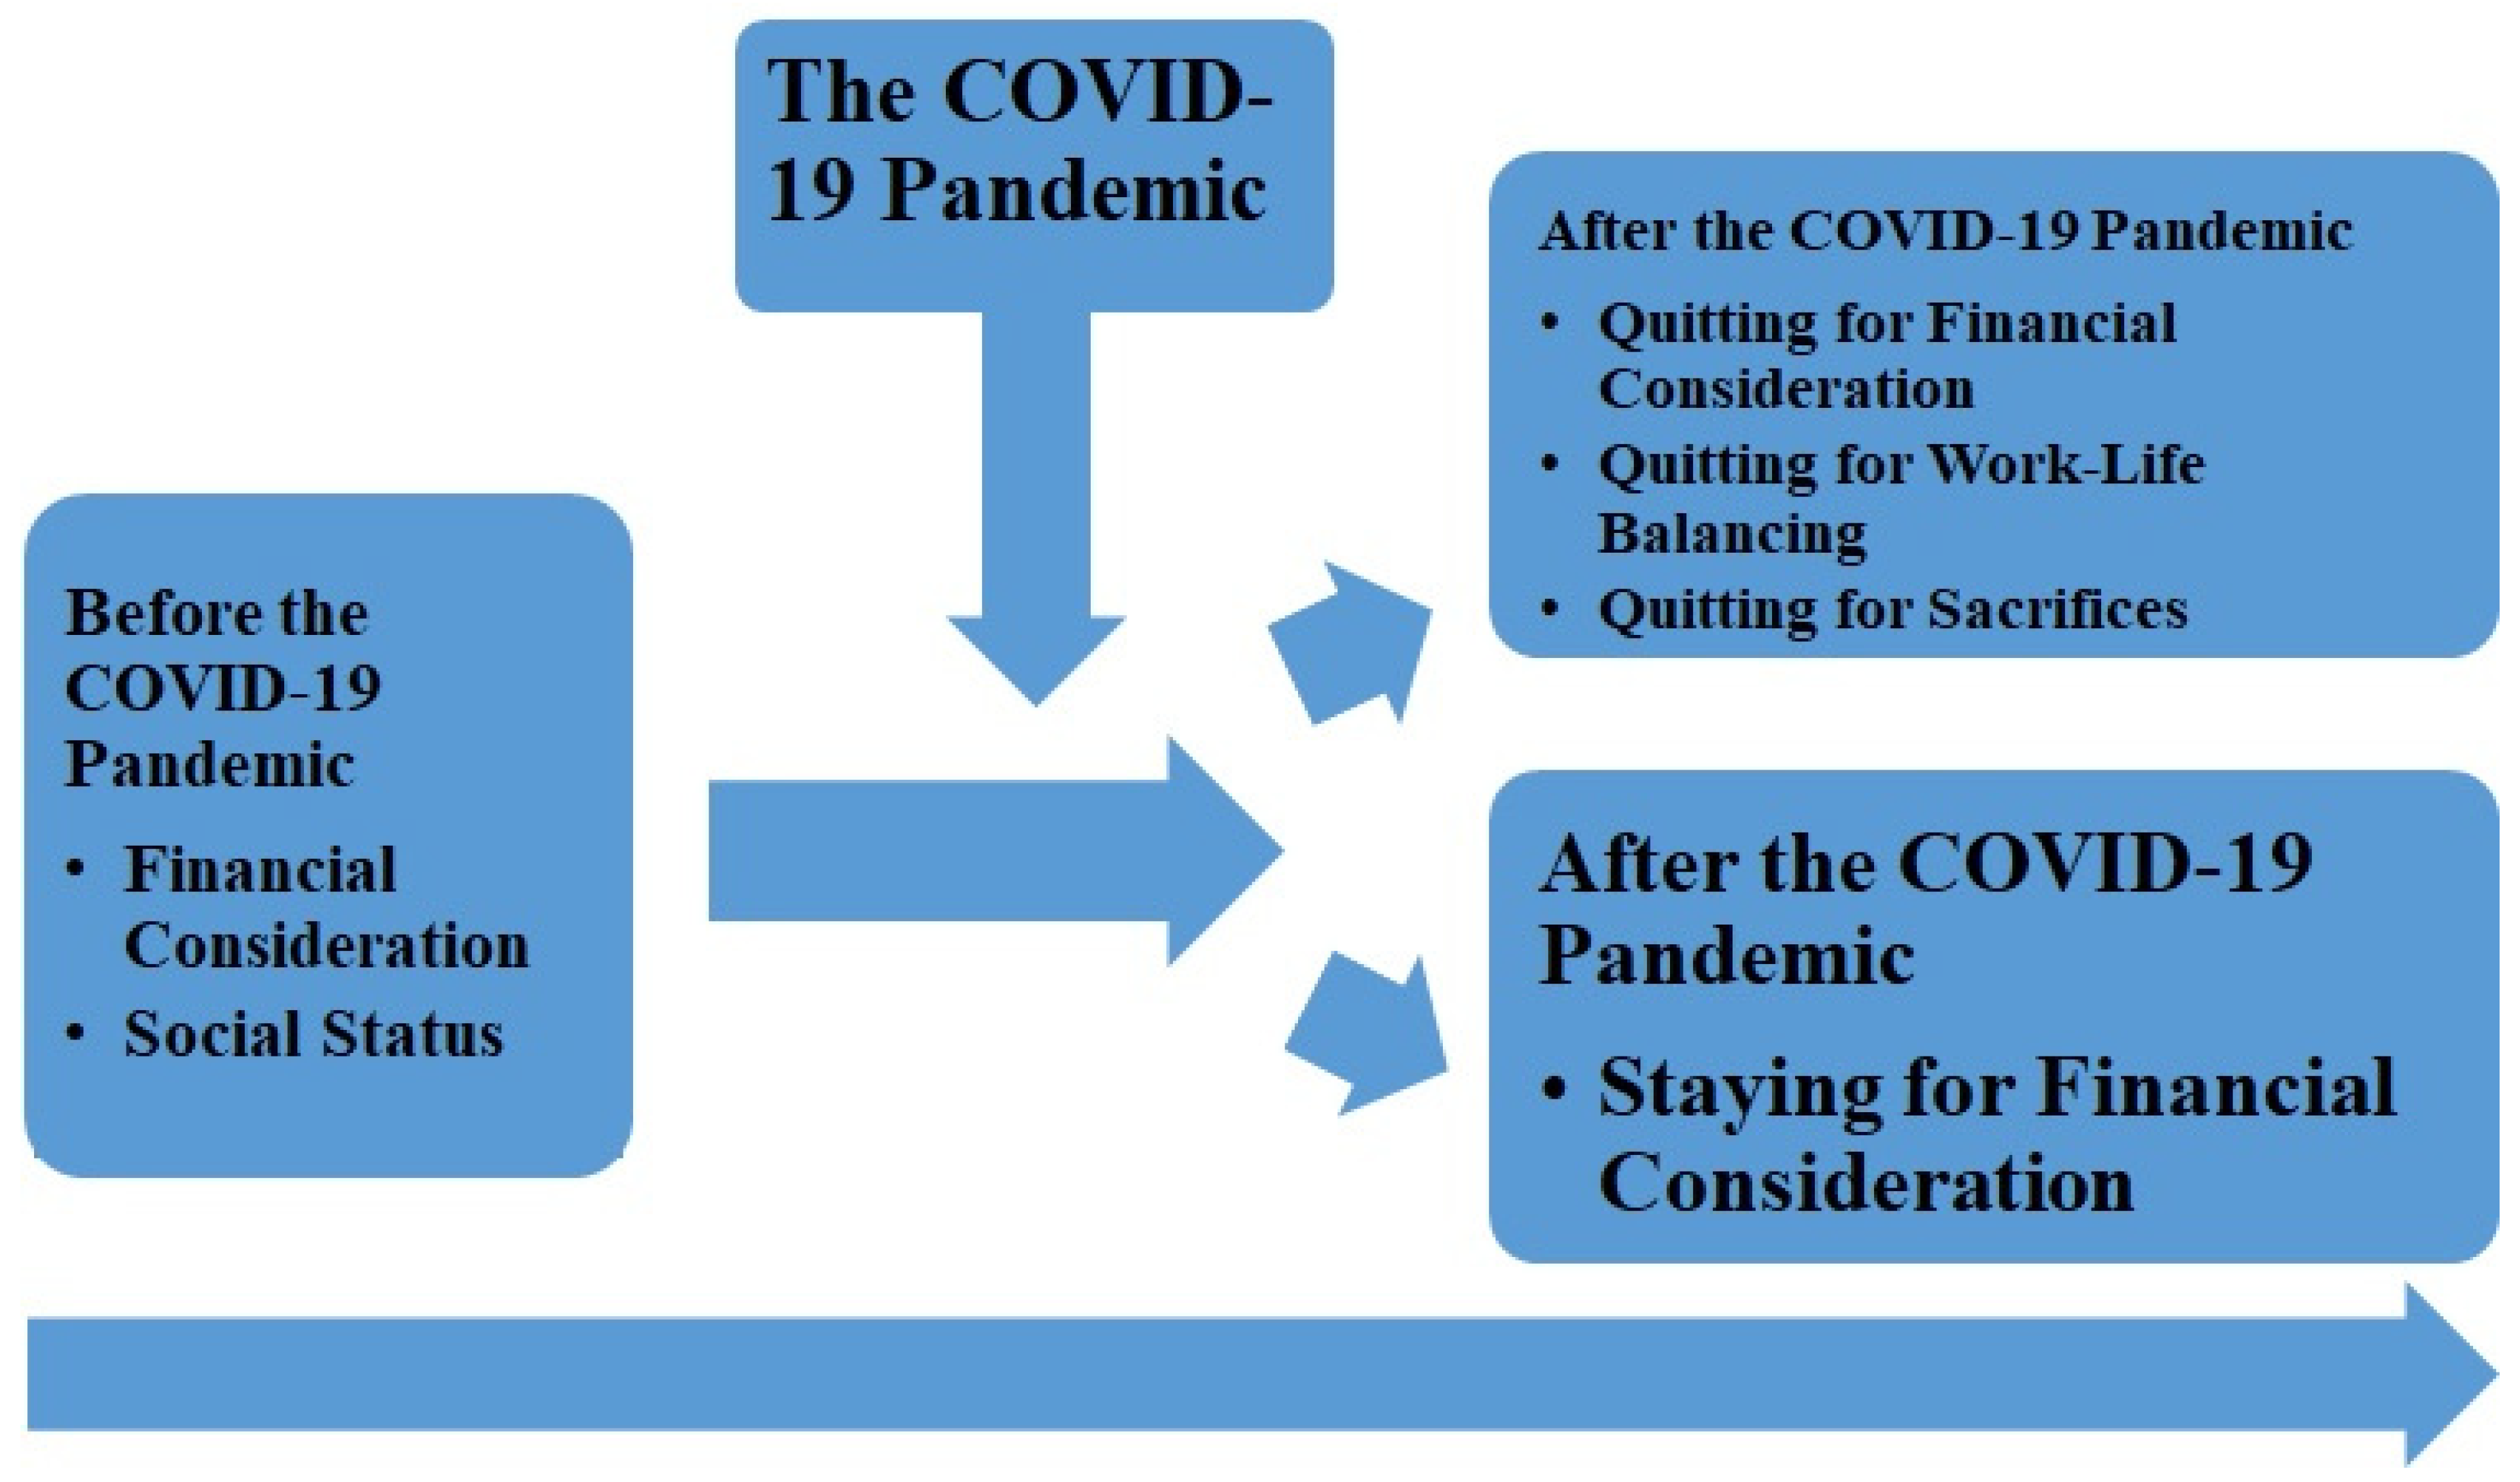 The COVID-
19 Pandemic
Before the
COVID-19
Pandemic
• Financial
Consideration
• Social Status
After the COVID-19 Pandemic
• Quitting for Financial
Consideration
• Quitting for Work-Life
Balancing
• Quitting for Sacrifices
After the COVID-19
Pandemic
• Staying for Financial
Consideration